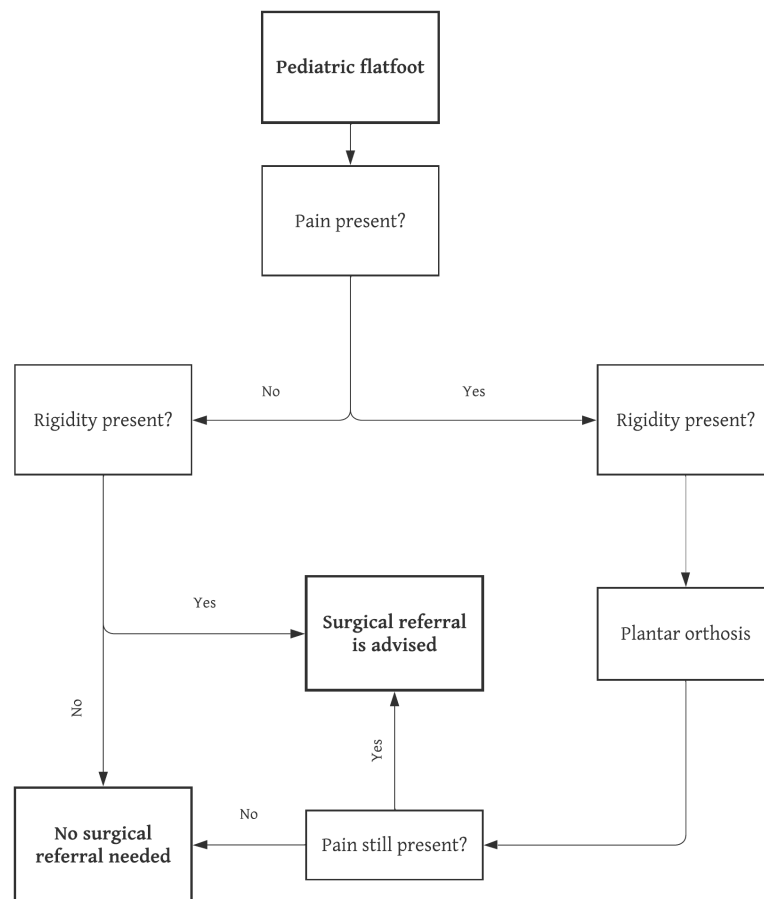 Pediatric flatfoot
Pain present?
No
Yes
Rigidity present?
Rigidity present?
Yes
Surgical referral
is advised
Plantar orthosis
No
Yes
No
No surgical
referral needed
Pain still present?